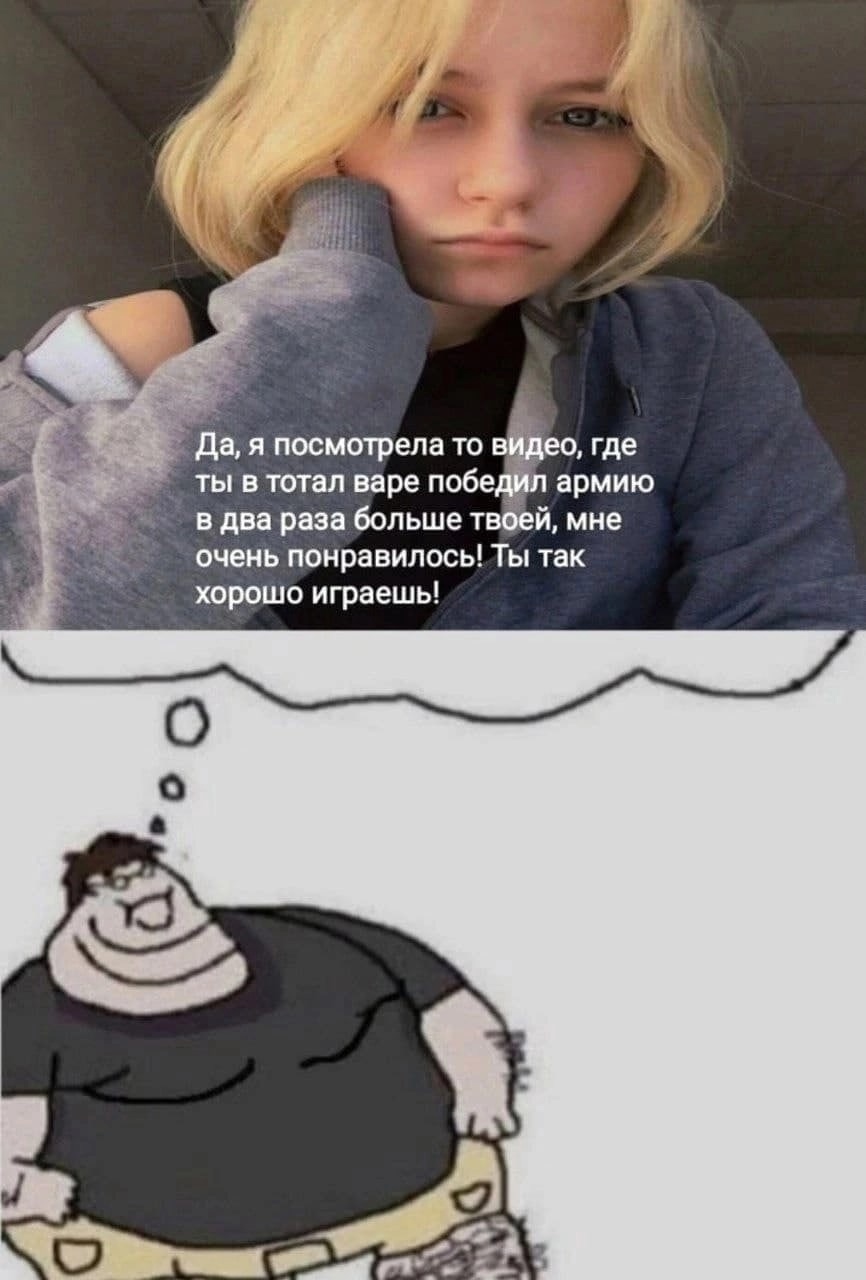 Да, я посмотрела то видео, где
ты в тотал варе победил армию
в два раза больше твоей, мне
очень понравилось! Ты так
хорошо играешь!